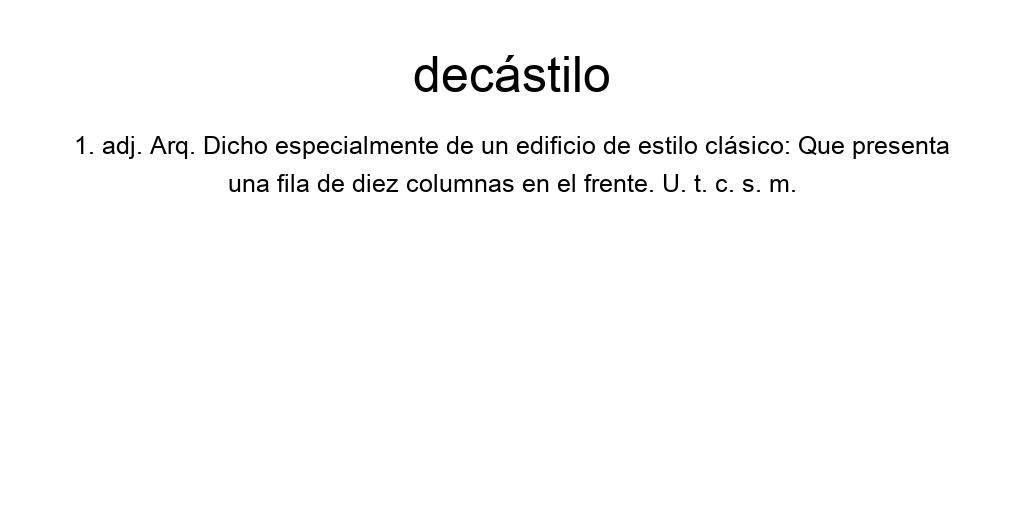 decástilo
1. adj. Arq. Dicho especialmente de un edificio de estilo clásico: Que presenta
una fila de diez columnas en el frente. U. t. c. s. m.